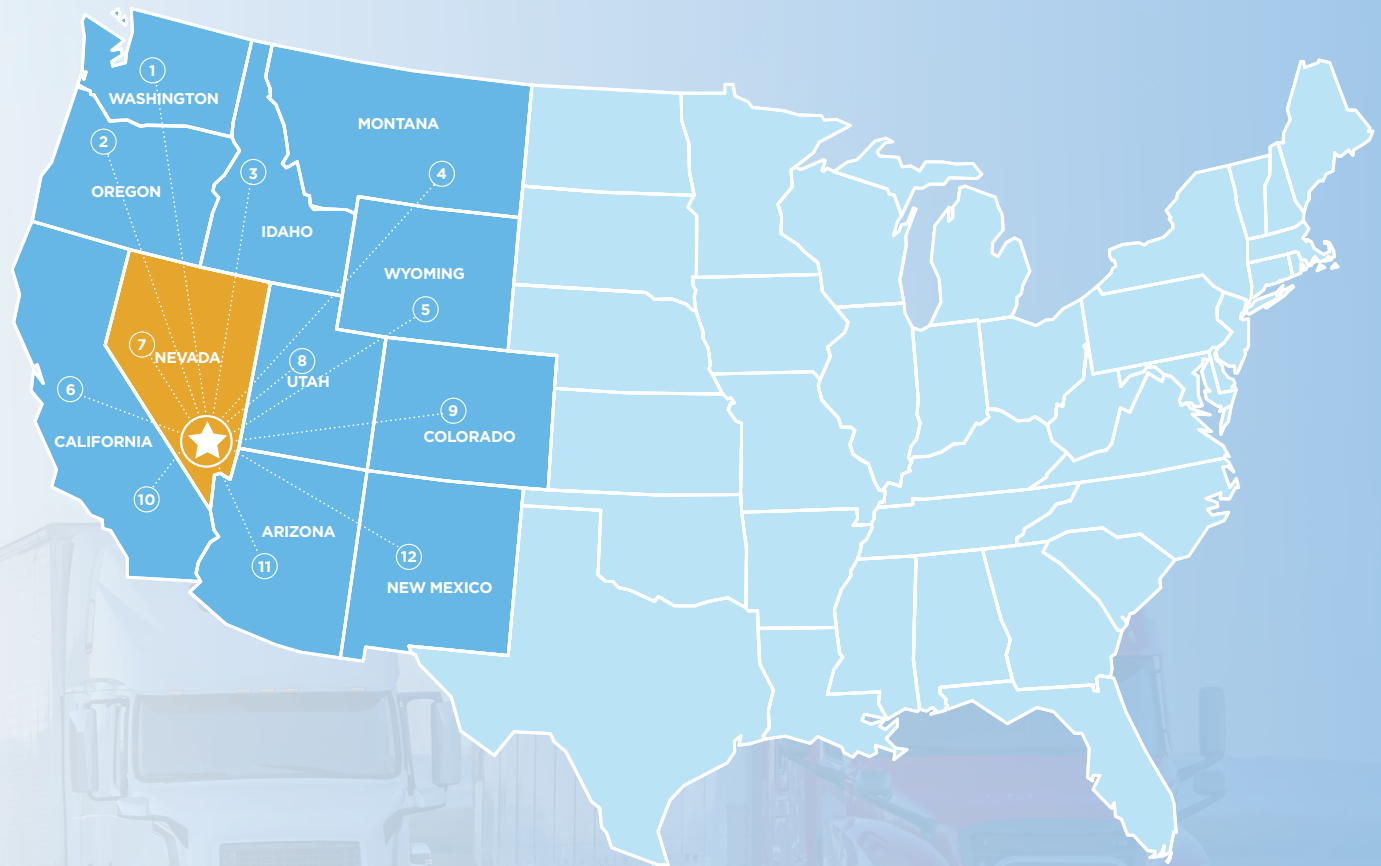 1
WASHINGTON
MONTANA
2
3
4
OREGON
IDAHO
WYOMING
5
7
NEVADA
8
UTAH
6
9
CALIFORNIA
COLORADO
10
ARIZONA
11
12
NEW MEXICO